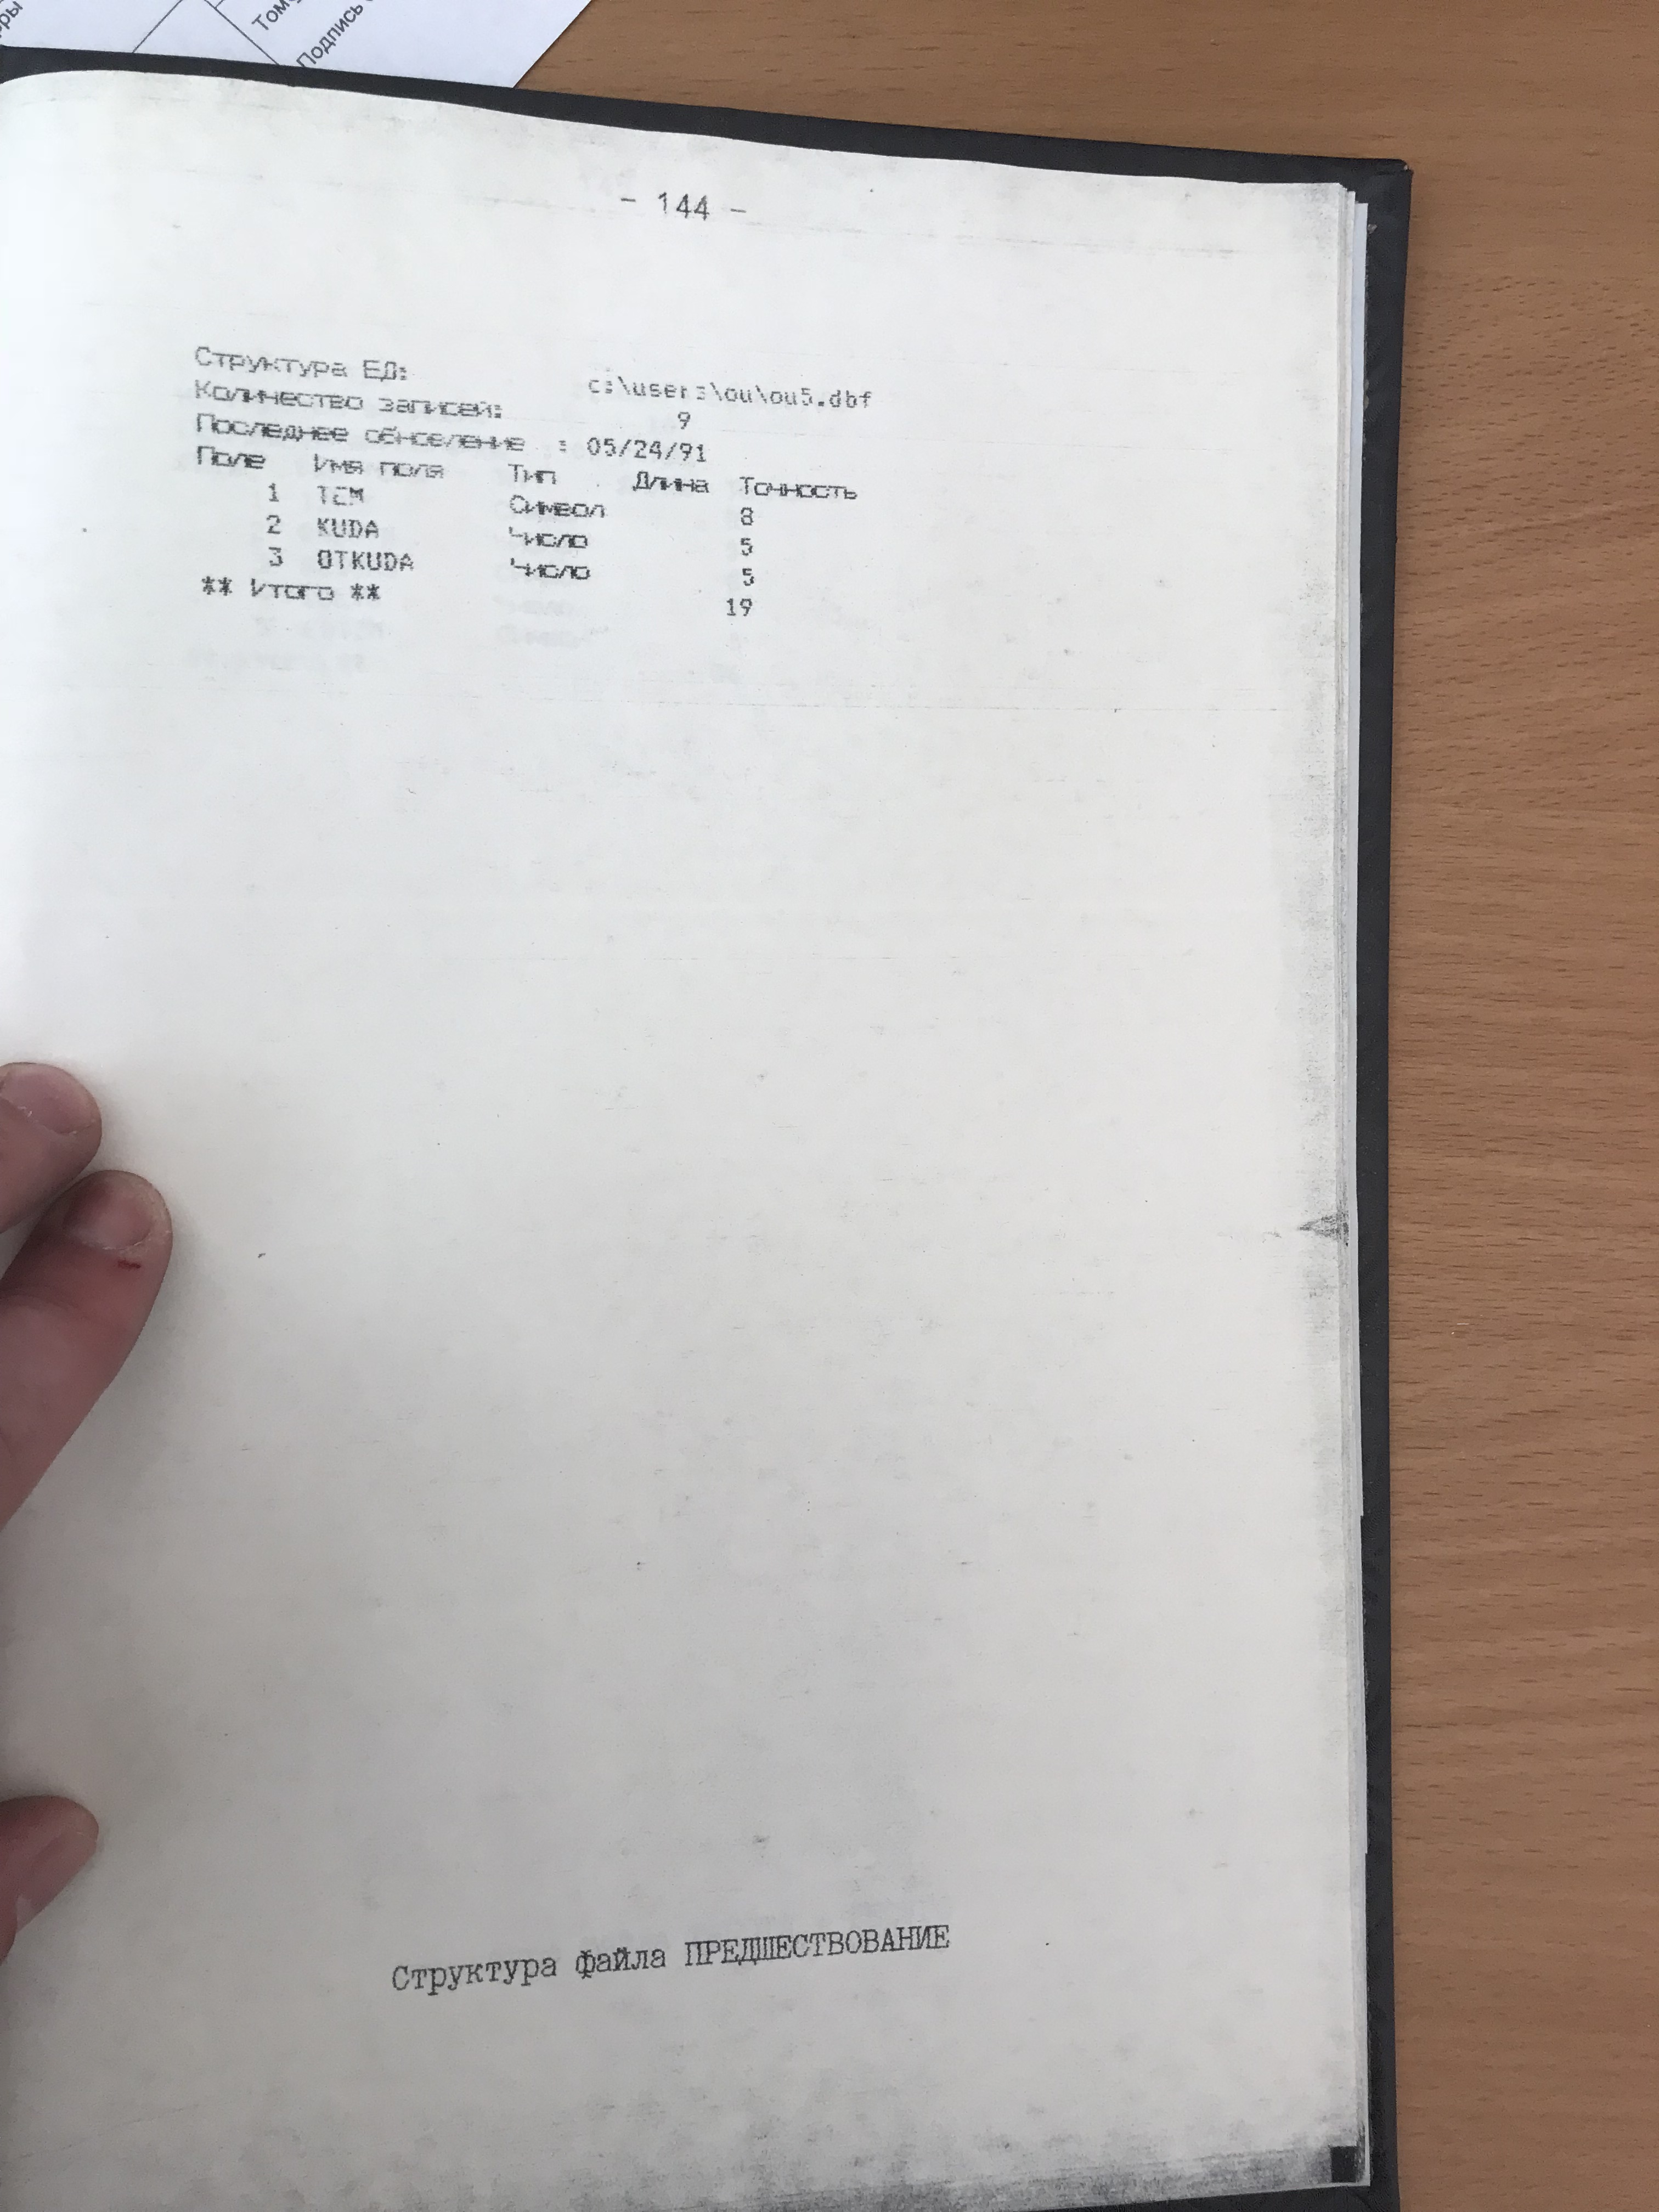 Том
Подпись
- 144 -
Структура БД: c:\users\ou\ou5.dbf
Количество записей: 9
Последнее обновление : 05/24/91
Поле Имя поля Тип Длина Точность
1 TEM Символ 8
2 KUDA Число 5
3 OTKUDA Число 5
** Итого ** 19
Структура файла ПРЕДШЕСТВОВАНИЕ